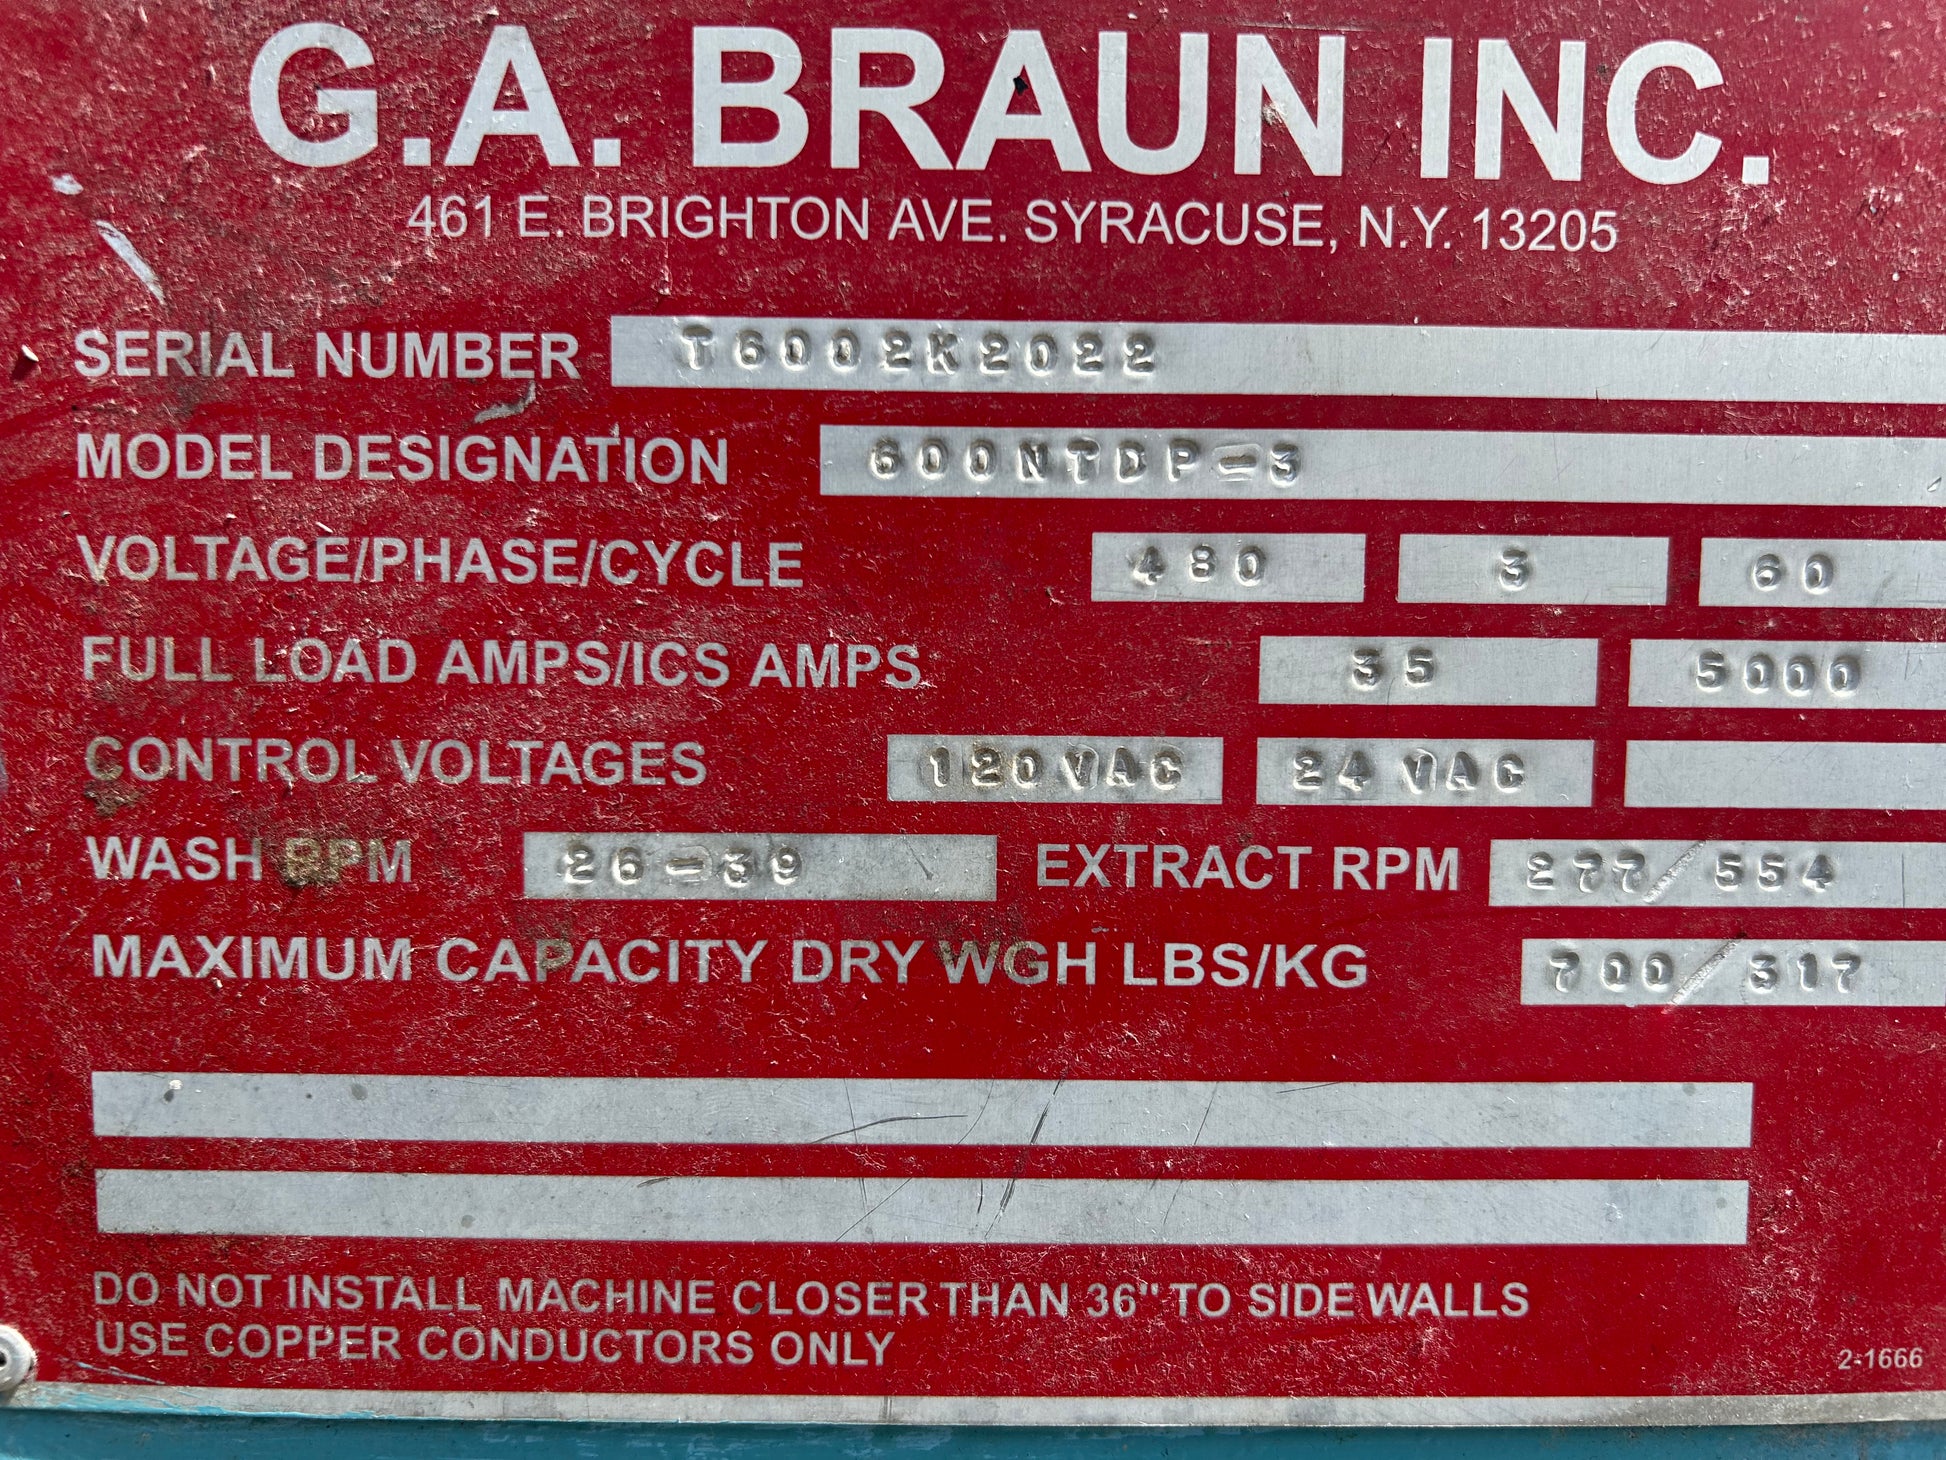 G.A. BRAUN INC.
461 E. BRIGHTON AVE. SYRACUSE, N.Y. 13205
SERIAL NUMBER T6002K2022
MODEL DESIGNATION 600NTDP-3
VOLTAGE/PHASE/CYCLE 480 3 60
FULL LOAD AMPS/ICS AMPS 35 5000
CONTROL VOLTAGES 120VAC 24 VAC
WASH RPM 26-39 EXTRACT RPM 277/554
MAXIMUM CAPACITY DRY WGH LBS/KG 700/317
DO NOT INSTALL MACHINE CLOSER THAN 36" TO SIDE WALLS
USE COPPER CONDUCTORS ONLY
2-1666